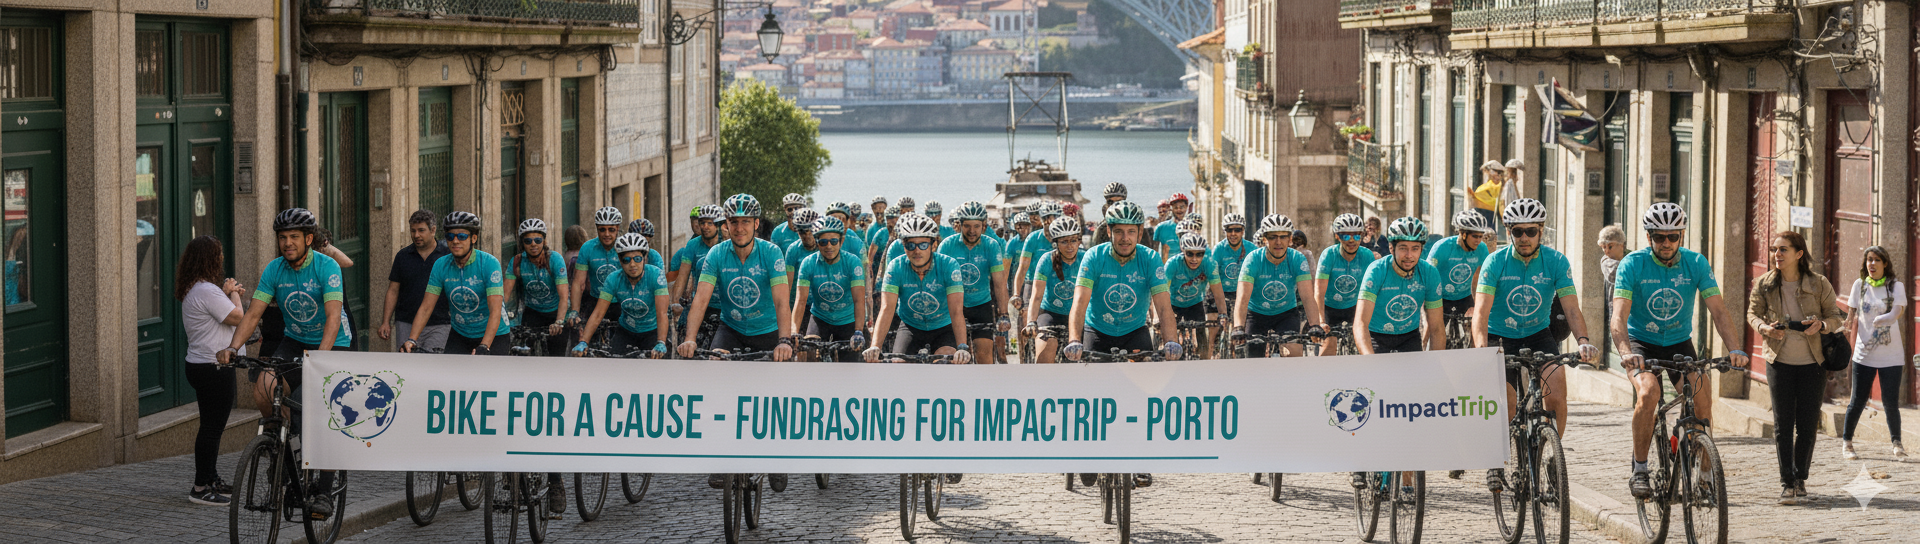 BIKE FOR A CAUSE - FUNDRASING FOR IMPACTRIP - PORTO
ImpactTrip